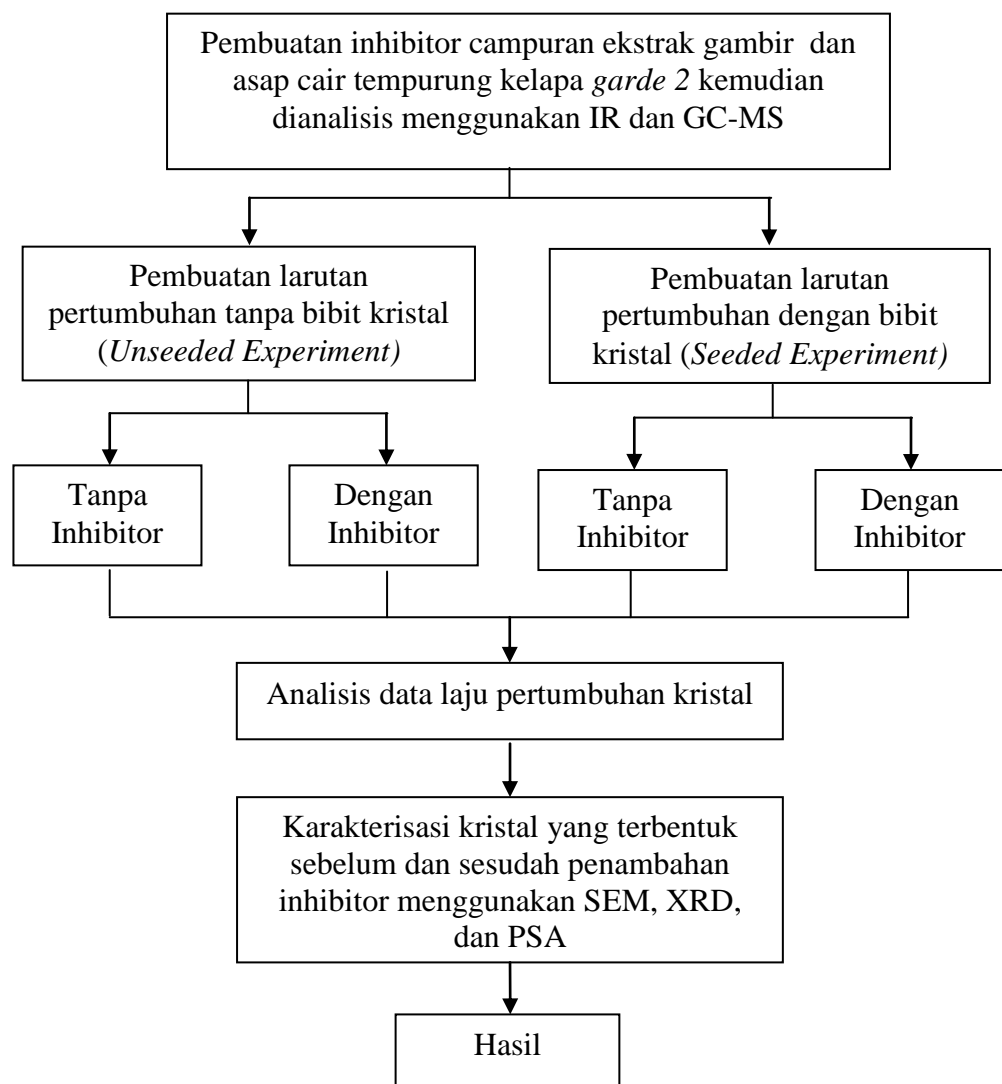 Pembuatan inhibitor campuran ekstrak gambir dan
asap cair tempurung kelapa garde 2 kemudian
dianalisis menggunakan IR dan GC-MS
Pembuatan larutan
pertumbuhan tanpa bibit kristal
(Unseeded Experiment)
Pembuatan larutan
pertumbuhan dengan bibit
kristal (Seeded Experiment)
Tanpa
Inhibitor
Dengan
Inhibitor
Tanpa
Inhibitor
Dengan
Inhibitor
Analisis data laju pertumbuhan kristal
Karakterisasi kristal yang terbentuk
sebelum dan sesudah penambahan
inhibitor menggunakan SEM, XRD,
dan PSA
Hasil